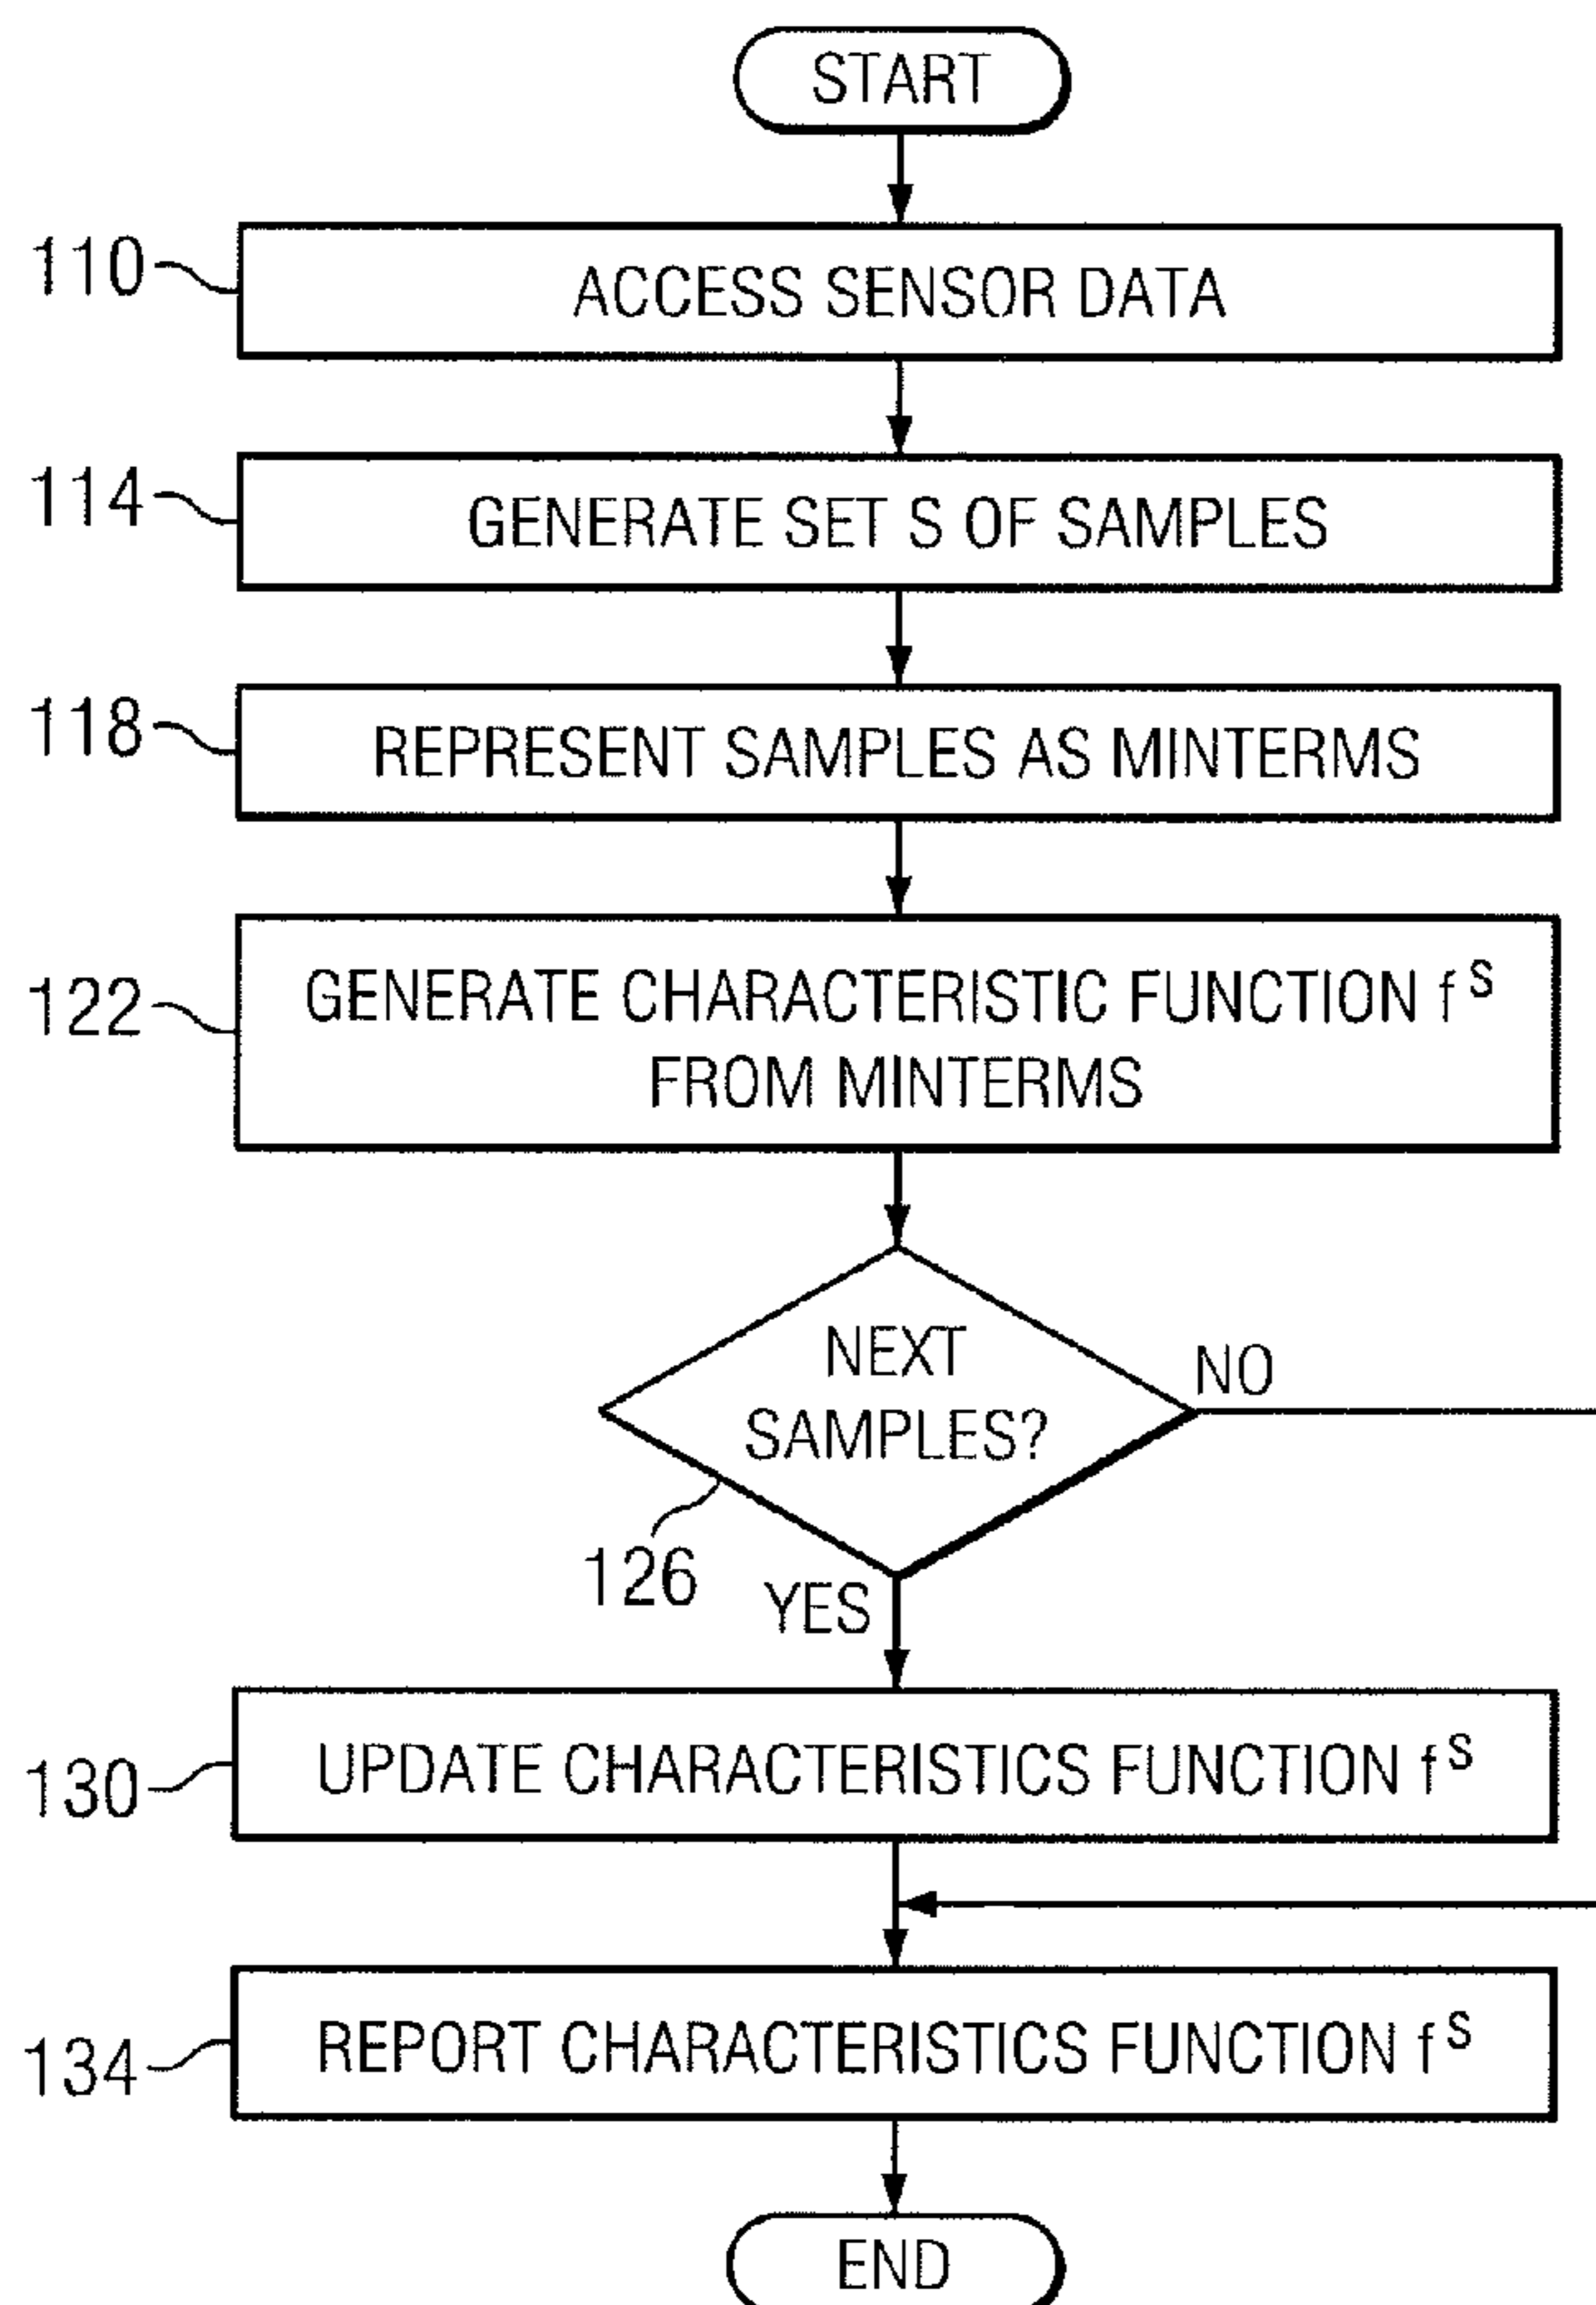 START
110
ACCESS SENSOR DATA
114
GENERATE SET S OF SAMPLES
118
REPRESENT SAMPLES AS MINTERMS
122
GENERATE CHARACTERISTIC FUNCTION f^S
FROM MINTERMS
NEXT
SAMPLES?
NO
126
YES
130
UPDATE CHARACTERISTICS FUNCTION f^S
134
REPORT CHARACTERISTICS FUNCTION f^S
END